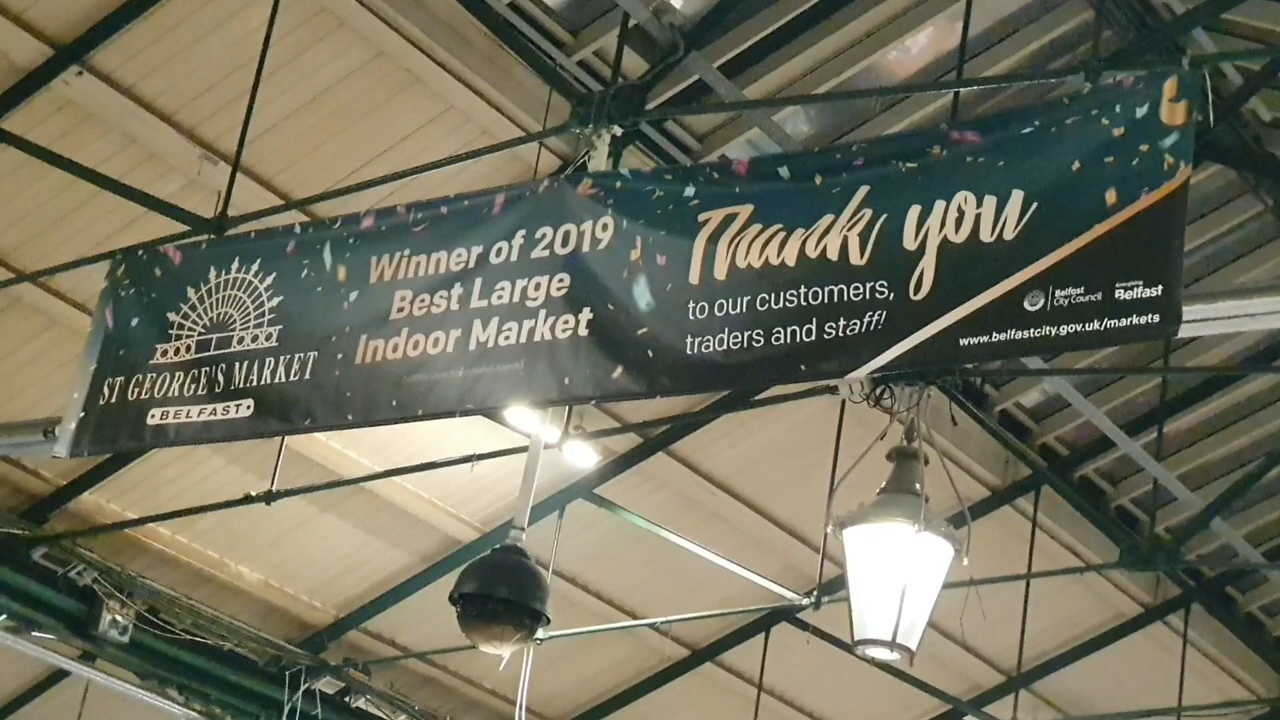 ST GEORGE'S MARKET
BELFAST
Winner of 2019
Best Large
Indoor Market
Thank you
to our customers,
traders and staff!
Belfast
City Council
Belfast
www.belfastcity.gov.uk/markets